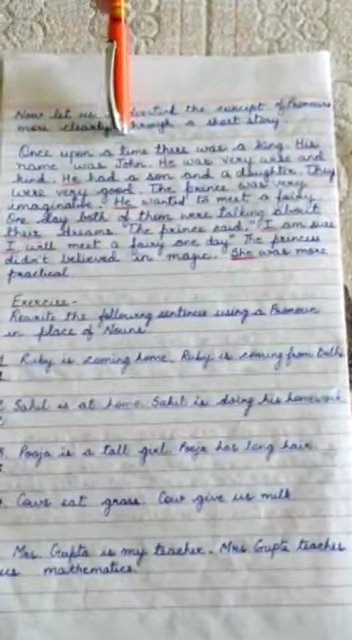 Now let us understand the concept of Pronouns
more clearly through a short story.
Once upon a time there was a king. His
name was John. He was very wise and
kind. He had a son and a daughter. They
were very good. The prince was very
imaginative. He wanted to meet a fairy.
One day both of them were talking about
their dreams. The prince said, "I am sure
I will meet a fairy one day". The princess
didn't believed in magic. She was more
practical.
Exercise -
Rewrite the following sentences using a Pronoun
in place of Nouns.
Ruby is coming home. Ruby is coming from Delhi
Sahil is at home. Sahil is doing his homework
Pooja is a tall girl. Pooja has long hair.
Cows eat grass. Cow give us milk
Mrs. Gupta is my teacher. Mrs Gupta teaches
us mathematics.